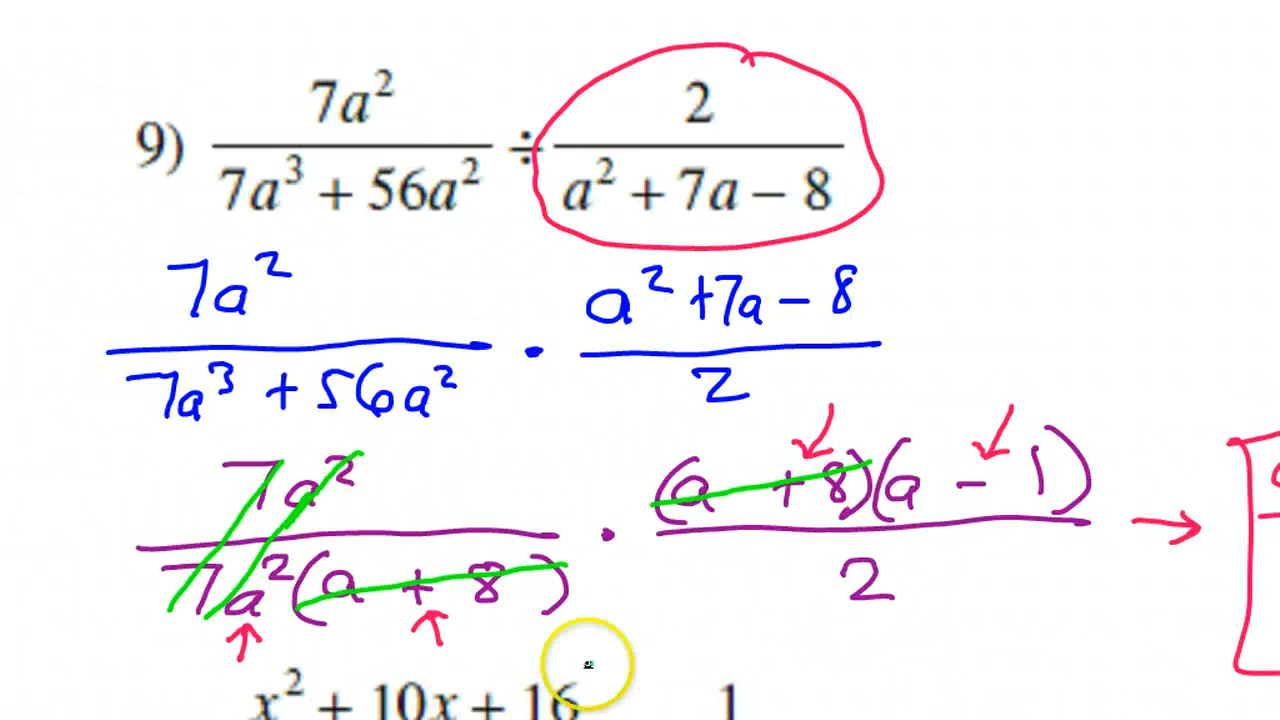 9) 7a² / (7a³ + 56a²) ÷ 2 / (a² + 7a − 8)
7a² / (7a³ + 56a²) · (a² + 7a − 8) / 2
7a² / (7a²(a + 8)) · (a + 8)(a − 1) / 2 →
x² + 10x + 16 1